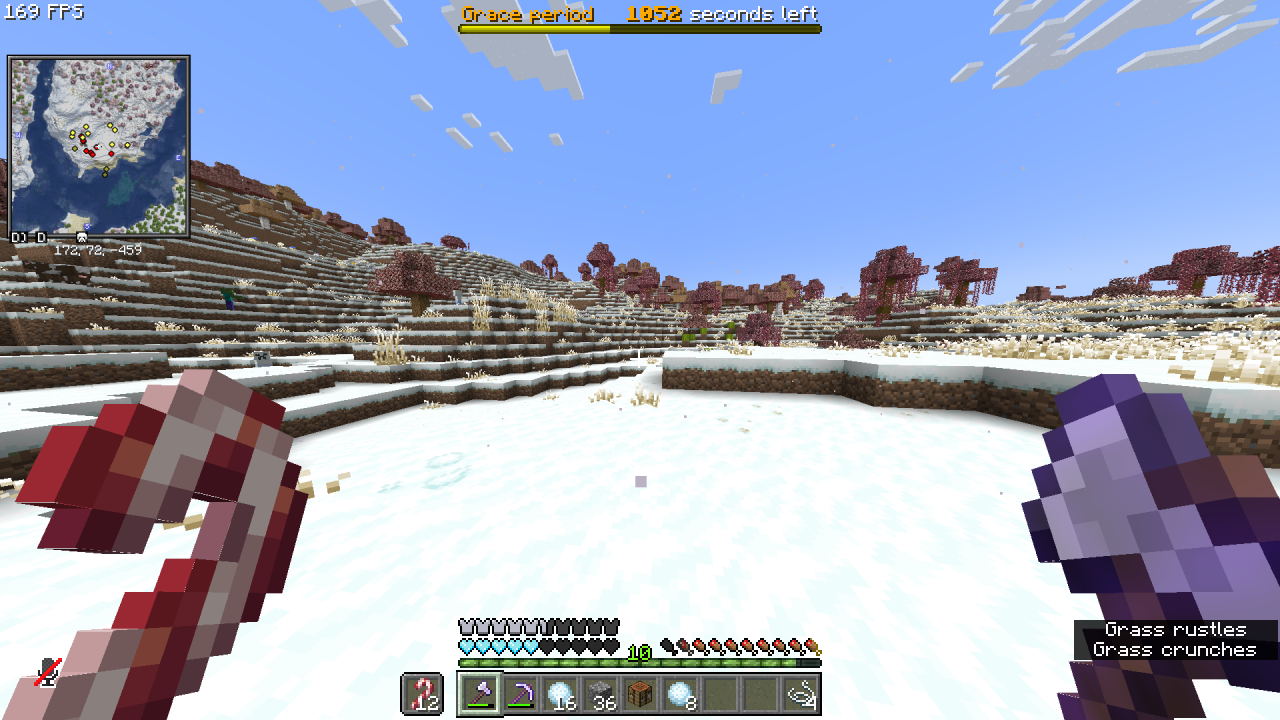 169 FPS
Grace period 1052 seconds left
172, 72, -459
Grass rustles
Grass crunches
10
12
16
36
8